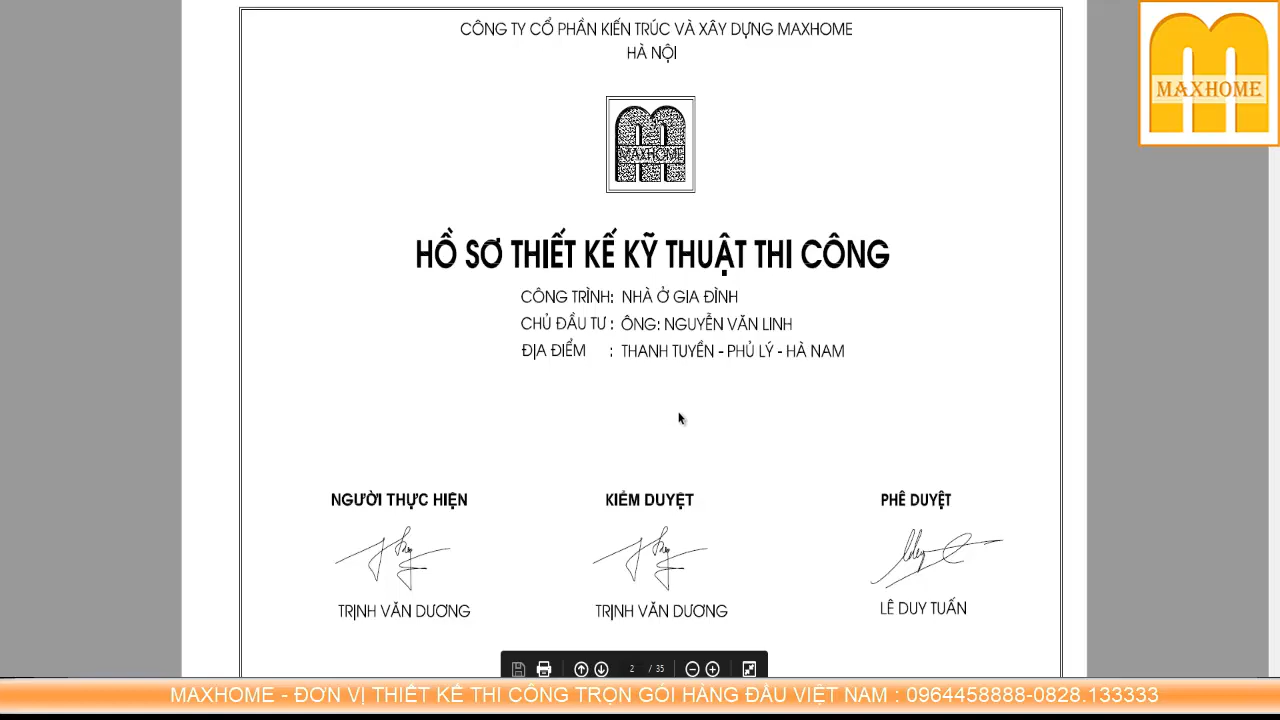 CÔNG TY CỔ PHẦN KIẾN TRÚC VÀ XÂY DỰNG MAXHOME
HÀ NỘI
MAXHOME
MAXHOME
HỒ SƠ THIẾT KẾ KỸ THUẬT THI CÔNG
CÔNG TRÌNH: NHÀ Ở GIA ĐÌNH
CHỦ ĐẦU TƯ : ÔNG: NGUYỄN VĂN LINH
ĐỊA ĐIỂM : THANH TUYỀN - PHỦ LÝ - HÀ NAM
NGƯỜI THỰC HIỆN KIỂM DUYỆT PHÊ DUYỆT
TRỊNH VĂN DƯƠNG TRỊNH VĂN DƯƠNG LÊ DUY TUẤN
2 / 35
MAXHOME - ĐƠN VỊ THIẾT KẾ THI CÔNG TRỌN GÓI HÀNG ĐẦU VIỆT NAM : 0964458888-0828.133333